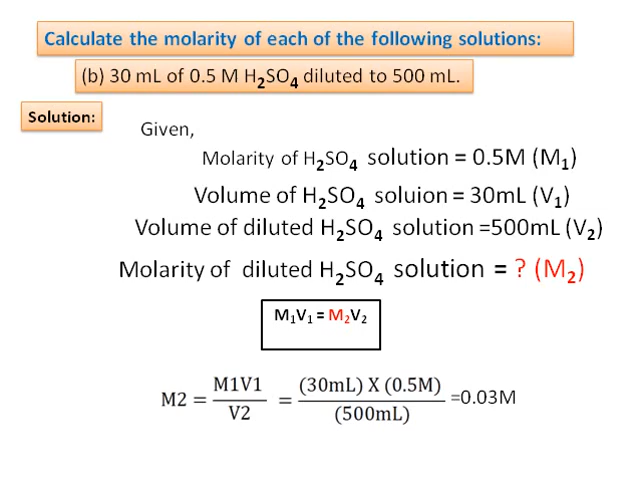 Calculate the molarity of each of the following solutions:
(b) 30 mL of 0.5 M H₂SO₄ diluted to 500 mL.
Solution:
Given,
Molarity of H₂SO₄ solution = 0.5M (M₁)
Volume of H₂SO₄ soluion = 30mL (V₁)
Volume of diluted H₂SO₄ solution =500mL (V₂)
Molarity of diluted H₂SO₄ solution = ? (M₂)
M₁V₁ = M₂V₂
M2 = M1V1/V2 = (30mL) X (0.5M)/(500mL) =0.03M